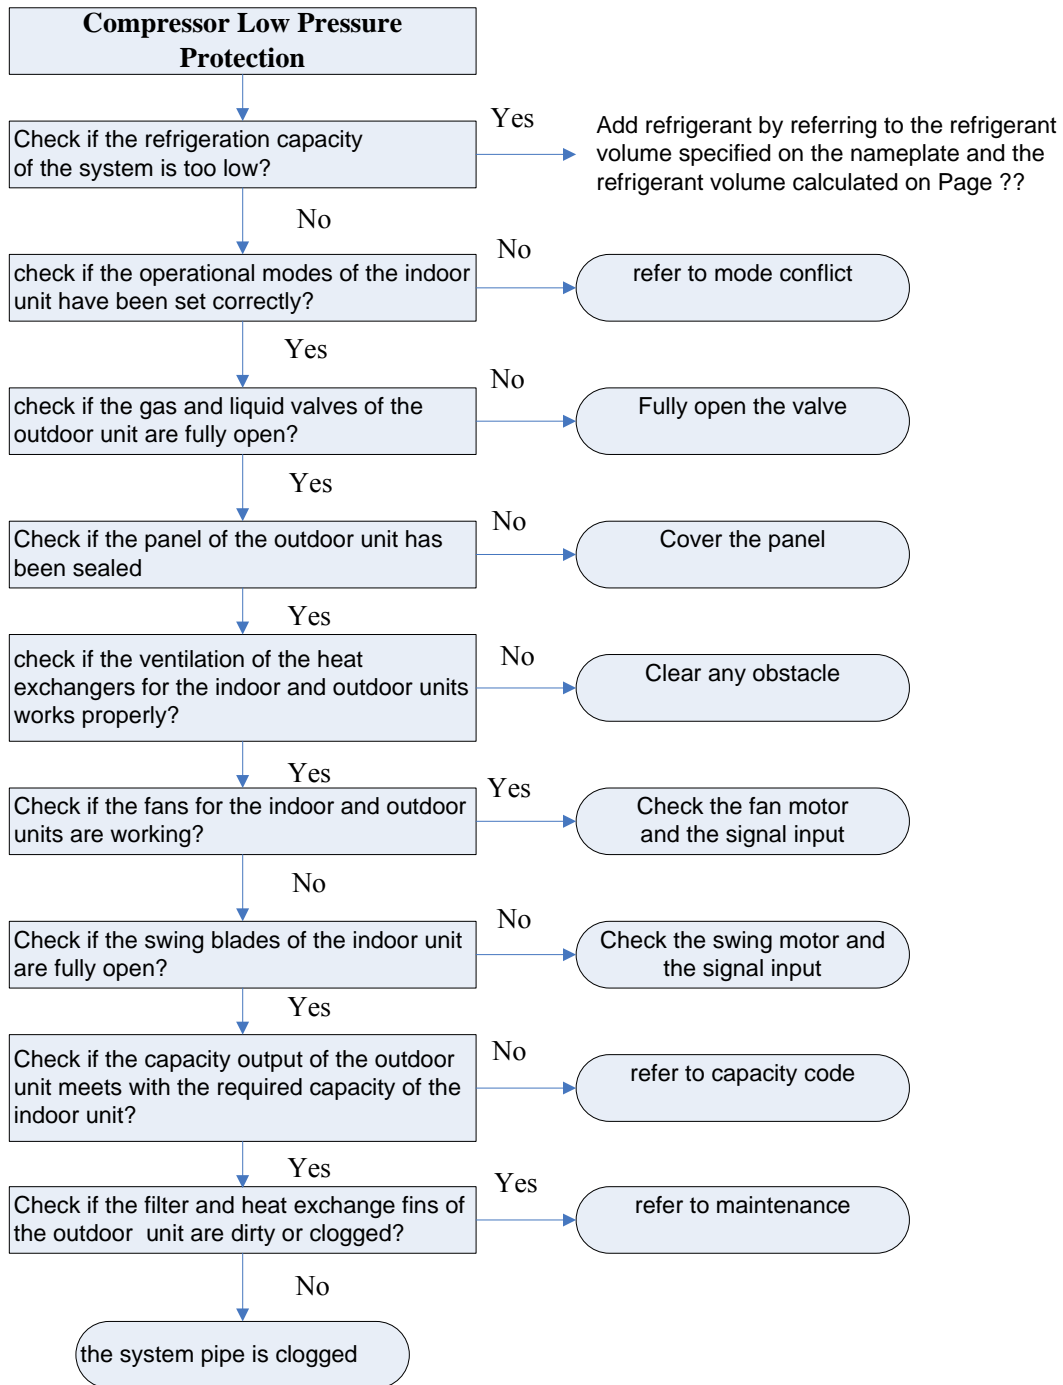 Compressor Low Pressure
Protection
Check if the refrigeration capacity
of the system is too low?
Yes
Add refrigerant by referring to the refrigerant
volume specified on the nameplate and the
refrigerant volume calculated on Page ??
No
check if the operational modes of the indoor
unit have been set correctly?
No
refer to mode conflict
Yes
check if the gas and liquid valves of the
outdoor unit are fully open?
No
Fully open the valve
Yes
Check if the panel of the outdoor unit has
been sealed
No
Cover the panel
Yes
check if the ventilation of the heat
exchangers for the indoor and outdoor units
works properly?
No
Clear any obstacle
Yes
Check if the fans for the indoor and outdoor
units are working?
Yes
Check the fan motor
and the signal input
No
Check if the swing blades of the indoor unit
are fully open?
No
Check the swing motor and
the signal input
Yes
Check if the capacity output of the outdoor
unit meets with the required capacity of the
indoor unit?
No
refer to capacity code
Yes
Check if the filter and heat exchange fins of
the outdoor unit are dirty or clogged?
Yes
refer to maintenance
No
the system pipe is clogged